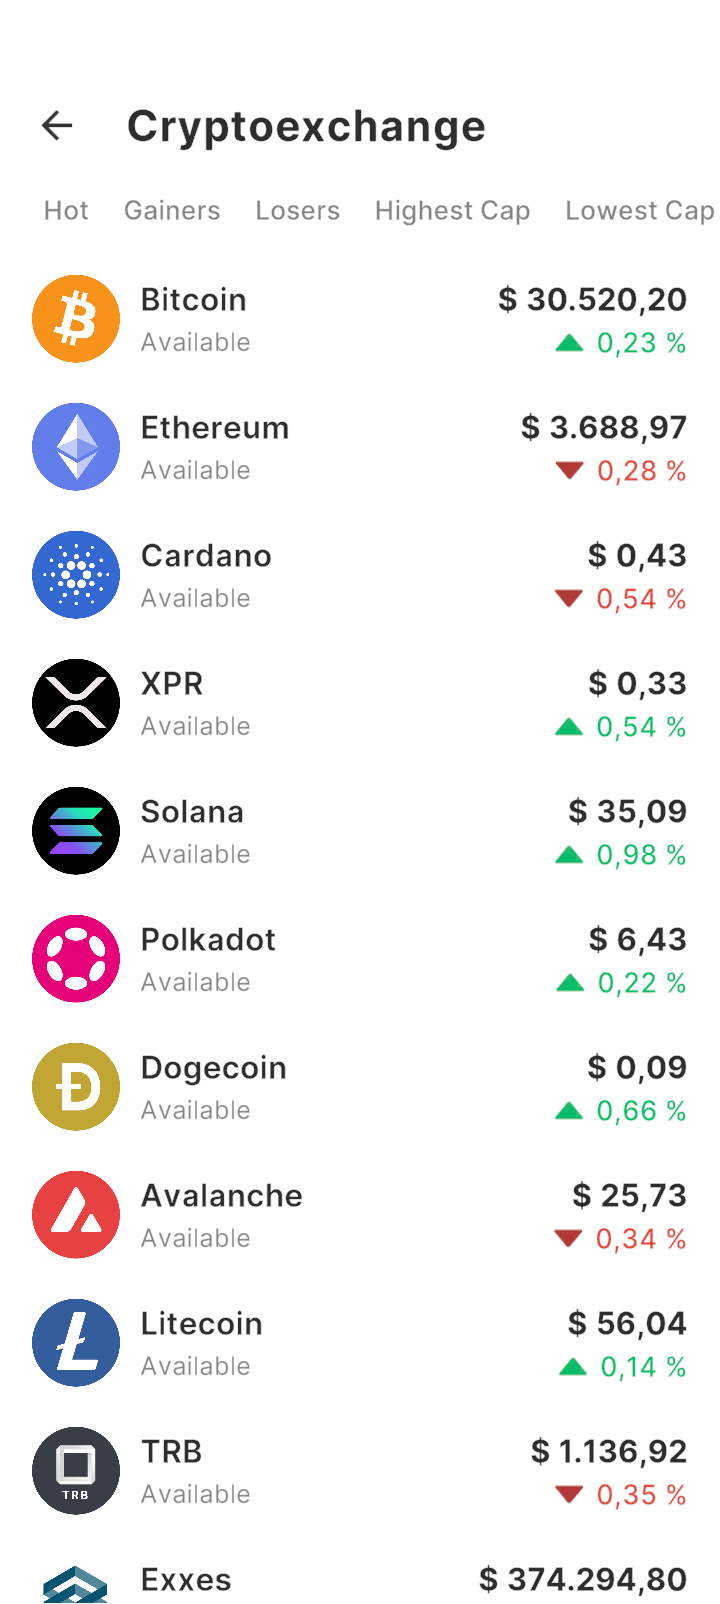 Cryptoexchange
Hot Gainers Losers Highest Cap Lowest Cap
Bitcoin $ 30.520,20
Available 0,23 %
Ethereum $ 3.688,97
Available 0,28 %
Cardano $ 0,43
Available 0,54 %
XPR $ 0,33
Available 0,54 %
Solana $ 35,09
Available 0,98 %
Polkadot $ 6,43
Available 0,22 %
Dogecoin $ 0,09
Available 0,66 %
Avalanche $ 25,73
Available 0,34 %
Litecoin $ 56,04
Available 0,14 %
TRB $ 1.136,92
TRB
Available 0,35 %
Exxes $ 374.294,80